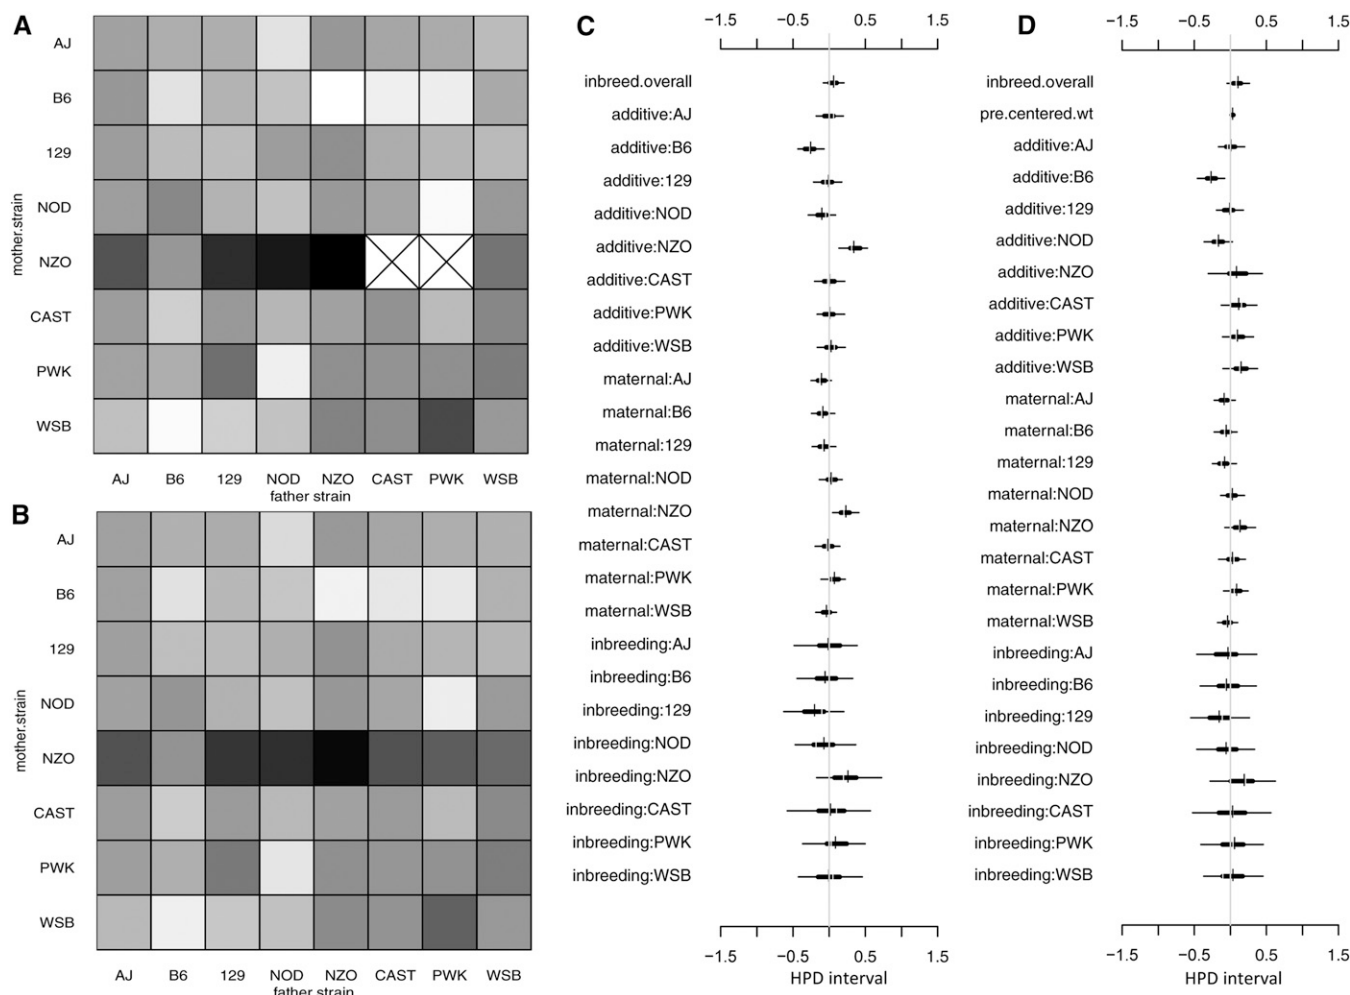 A
AJ
B6
129
NOD
NZO
CAST
PWK
WSB
mother.strain
AJ B6 129 NOD NZO CAST PWK WSB
father strain
B
AJ
B6
129
NOD
NZO
CAST
PWK
WSB
mother.strain
AJ B6 129 NOD NZO CAST PWK WSB
father strain
C
−1.5 −0.5 0.5 1.5
inbreed.overall
additive:AJ
additive:B6
additive:129
additive:NOD
additive:NZO
additive:CAST
additive:PWK
additive:WSB
maternal:AJ
maternal:B6
maternal:129
maternal:NOD
maternal:NZO
maternal:CAST
maternal:PWK
maternal:WSB
inbreeding:AJ
inbreeding:B6
inbreeding:129
inbreeding:NOD
inbreeding:NZO
inbreeding:CAST
inbreeding:PWK
inbreeding:WSB
−1.5 −0.5 0.5 1.5
HPD interval
D
−1.5 −0.5 0.5 1.5
inbreed.overall
pre.centered.wt
additive:AJ
additive:B6
additive:129
additive:NOD
additive:NZO
additive:CAST
additive:PWK
additive:WSB
maternal:AJ
maternal:B6
maternal:129
maternal:NOD
maternal:NZO
maternal:CAST
maternal:PWK
maternal:WSB
inbreeding:AJ
inbreeding:B6
inbreeding:129
inbreeding:NOD
inbreeding:NZO
inbreeding:CAST
inbreeding:PWK
inbreeding:WSB
−1.5 −0.5 0.5 1.5
HPD interval